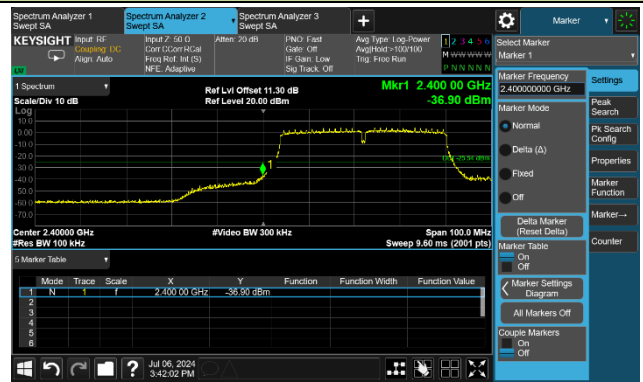 Spectrum Analyzer 1
Swept SA
Spectrum Analyzer 2
Swept SA
Spectrum Analyzer 3
Swept SA
Marker
KEYSIGHT
Input: RF
Coupling: DC
Align: Auto
Input Z: 50 Ω
Corr CCorr RCal
Freq Ref: Int (S)
NFE: Adaptive
Atten: 20 dB
PNO: Fast
Gate: Off
IF Gain: Low
Sig Track: Off
Avg Type: Log-Power
Avg|Hold:>100/100
Trig: Free Run
1 2 3 4 5 6
M W W W W W
P N N N N N
Select Marker
Marker 1
1 Spectrum
Scale/Div 10 dB
Log
Ref Lvl Offset 11.30 dB
Ref Level 20.00 dBm
Mkr1 2.400 00 GHz
-36.90 dBm
10.0
0.00
-10.0
-20.0
-30.0
-40.0
-50.0
-60.0
-70.0
1
Center 2.40000 GHz
#Res BW 100 kHz
#Video BW 300 kHz
Span 100.0 MHz
Sweep 9.60 ms (2001 pts)
5 Marker Table
Mode Trace Scale X Y Function Function Width Function Value
1 N 1 f 2.400 00 GHz -36.90 dBm
2
3
4
5
6
Marker Frequency
2.400000000 GHz
Marker Mode
Normal
Delta (Δ)
Fixed
Off
Delta Marker
(Reset Delta)
Marker Table
On
Off
Marker Settings
Diagram
All Markers Off
Couple Markers
On
Off
Settings
Peak
Search
Pk Search
Config
Properties
Marker
Function
Marker→
Counter
?
Jul 06, 2024
3:42:02 PM